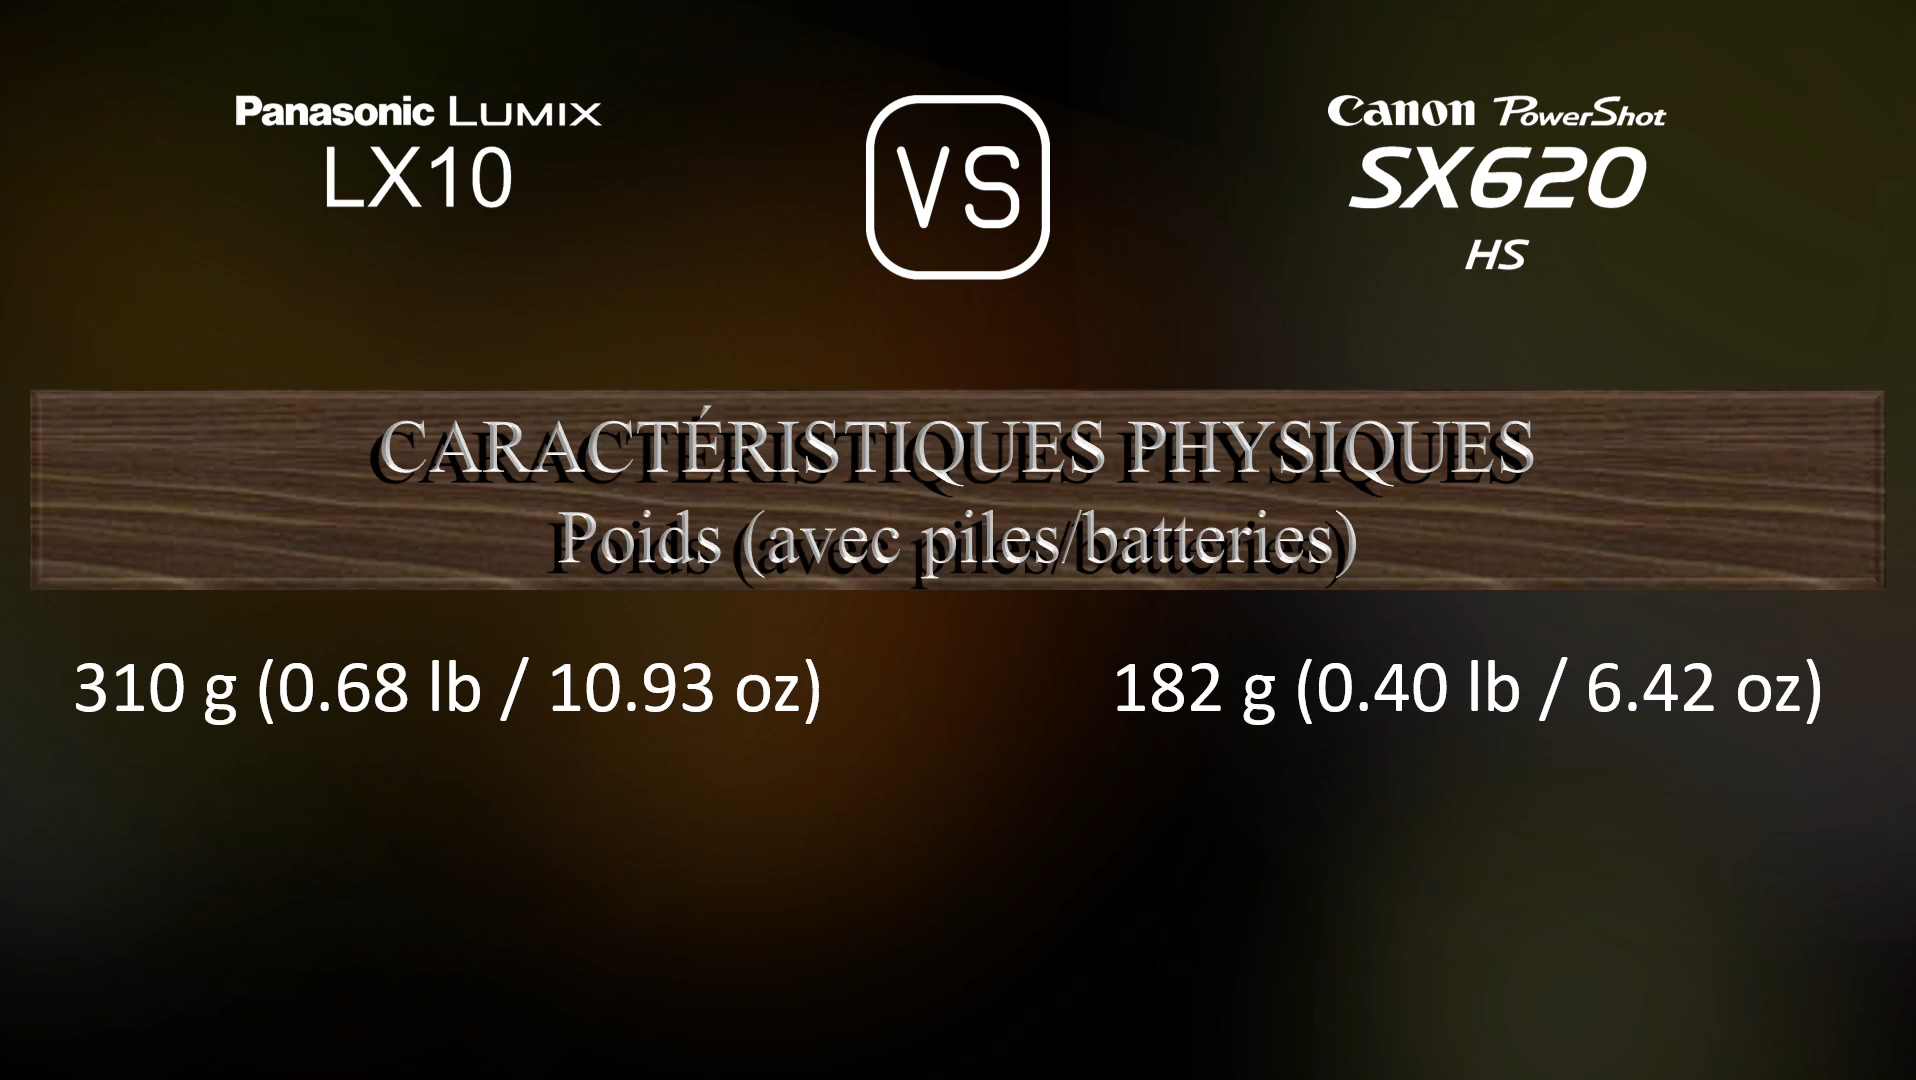 Panasonic LUMIX
LX10
VS
Canon PowerShot
SX620
HS
CARACTÉRISTIQUES PHYSIQUES
Poids (avec piles/batteries)
310 g (0.68 lb / 10.93 oz)
182 g (0.40 lb / 6.42 oz)